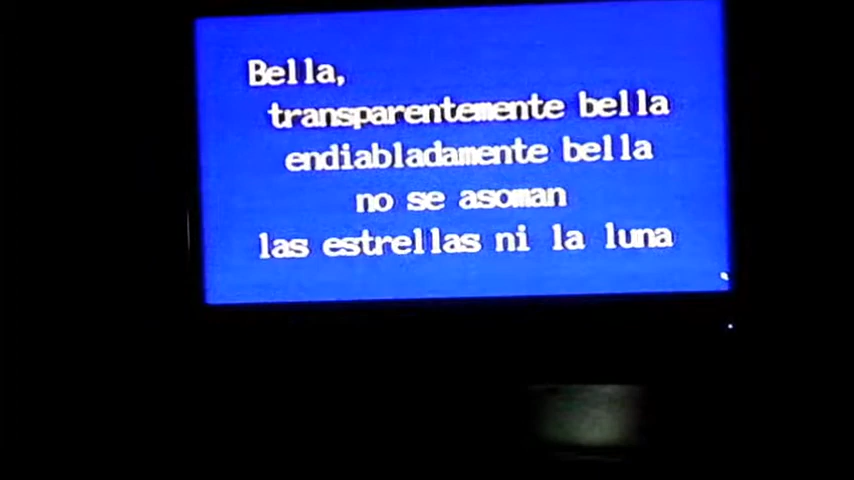 Bella,
transparentemente bella
endiabladamente bella
no se asoman
las estrellas ni la luna